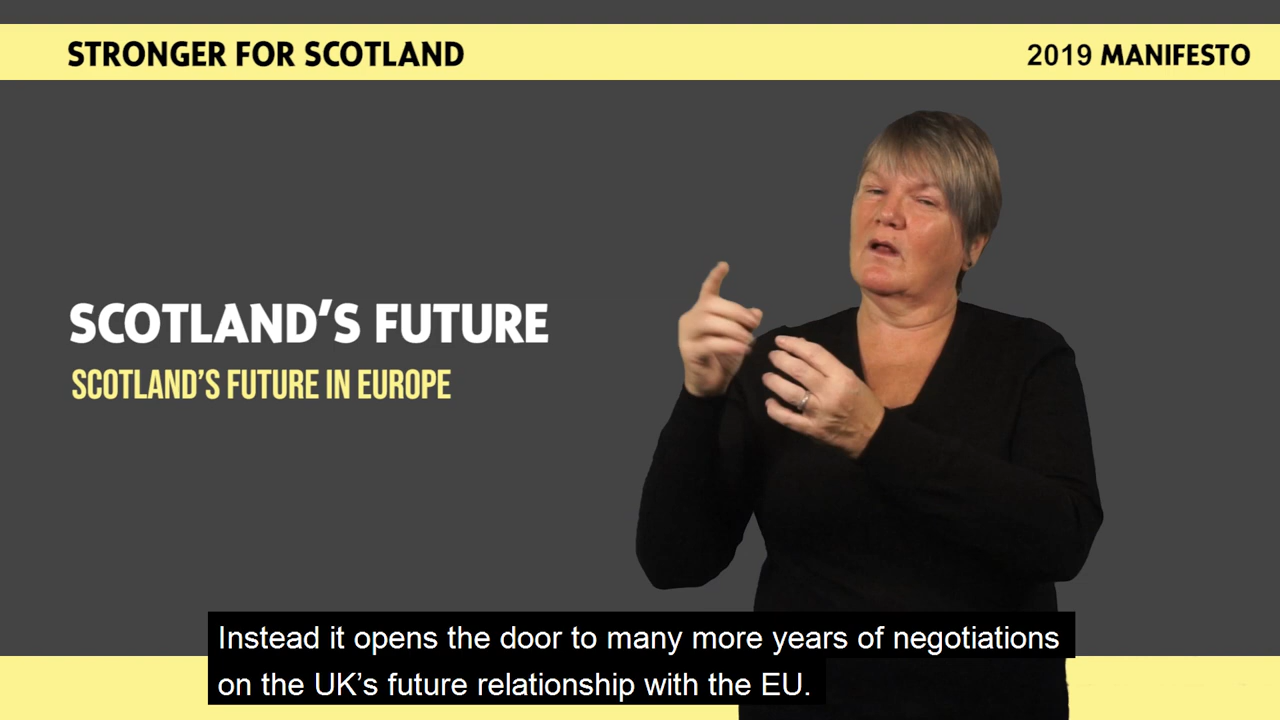 STRONGER FOR SCOTLAND
2019 MANIFESTO
SCOTLAND'S FUTURE
SCOTLAND'S FUTURE IN EUROPE
Instead it opens the door to many more years of negotiations
on the UK's future relationship with the EU.